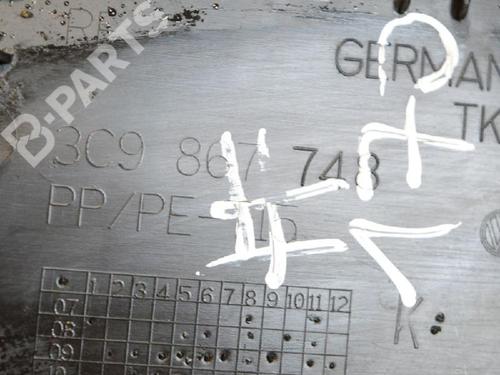 B-PARTS
GERMAN
TK
3C9 867 748
PP/PE-T15
K
1 2 3 4 5 6 7 8 9 10 11 12
07
08
09